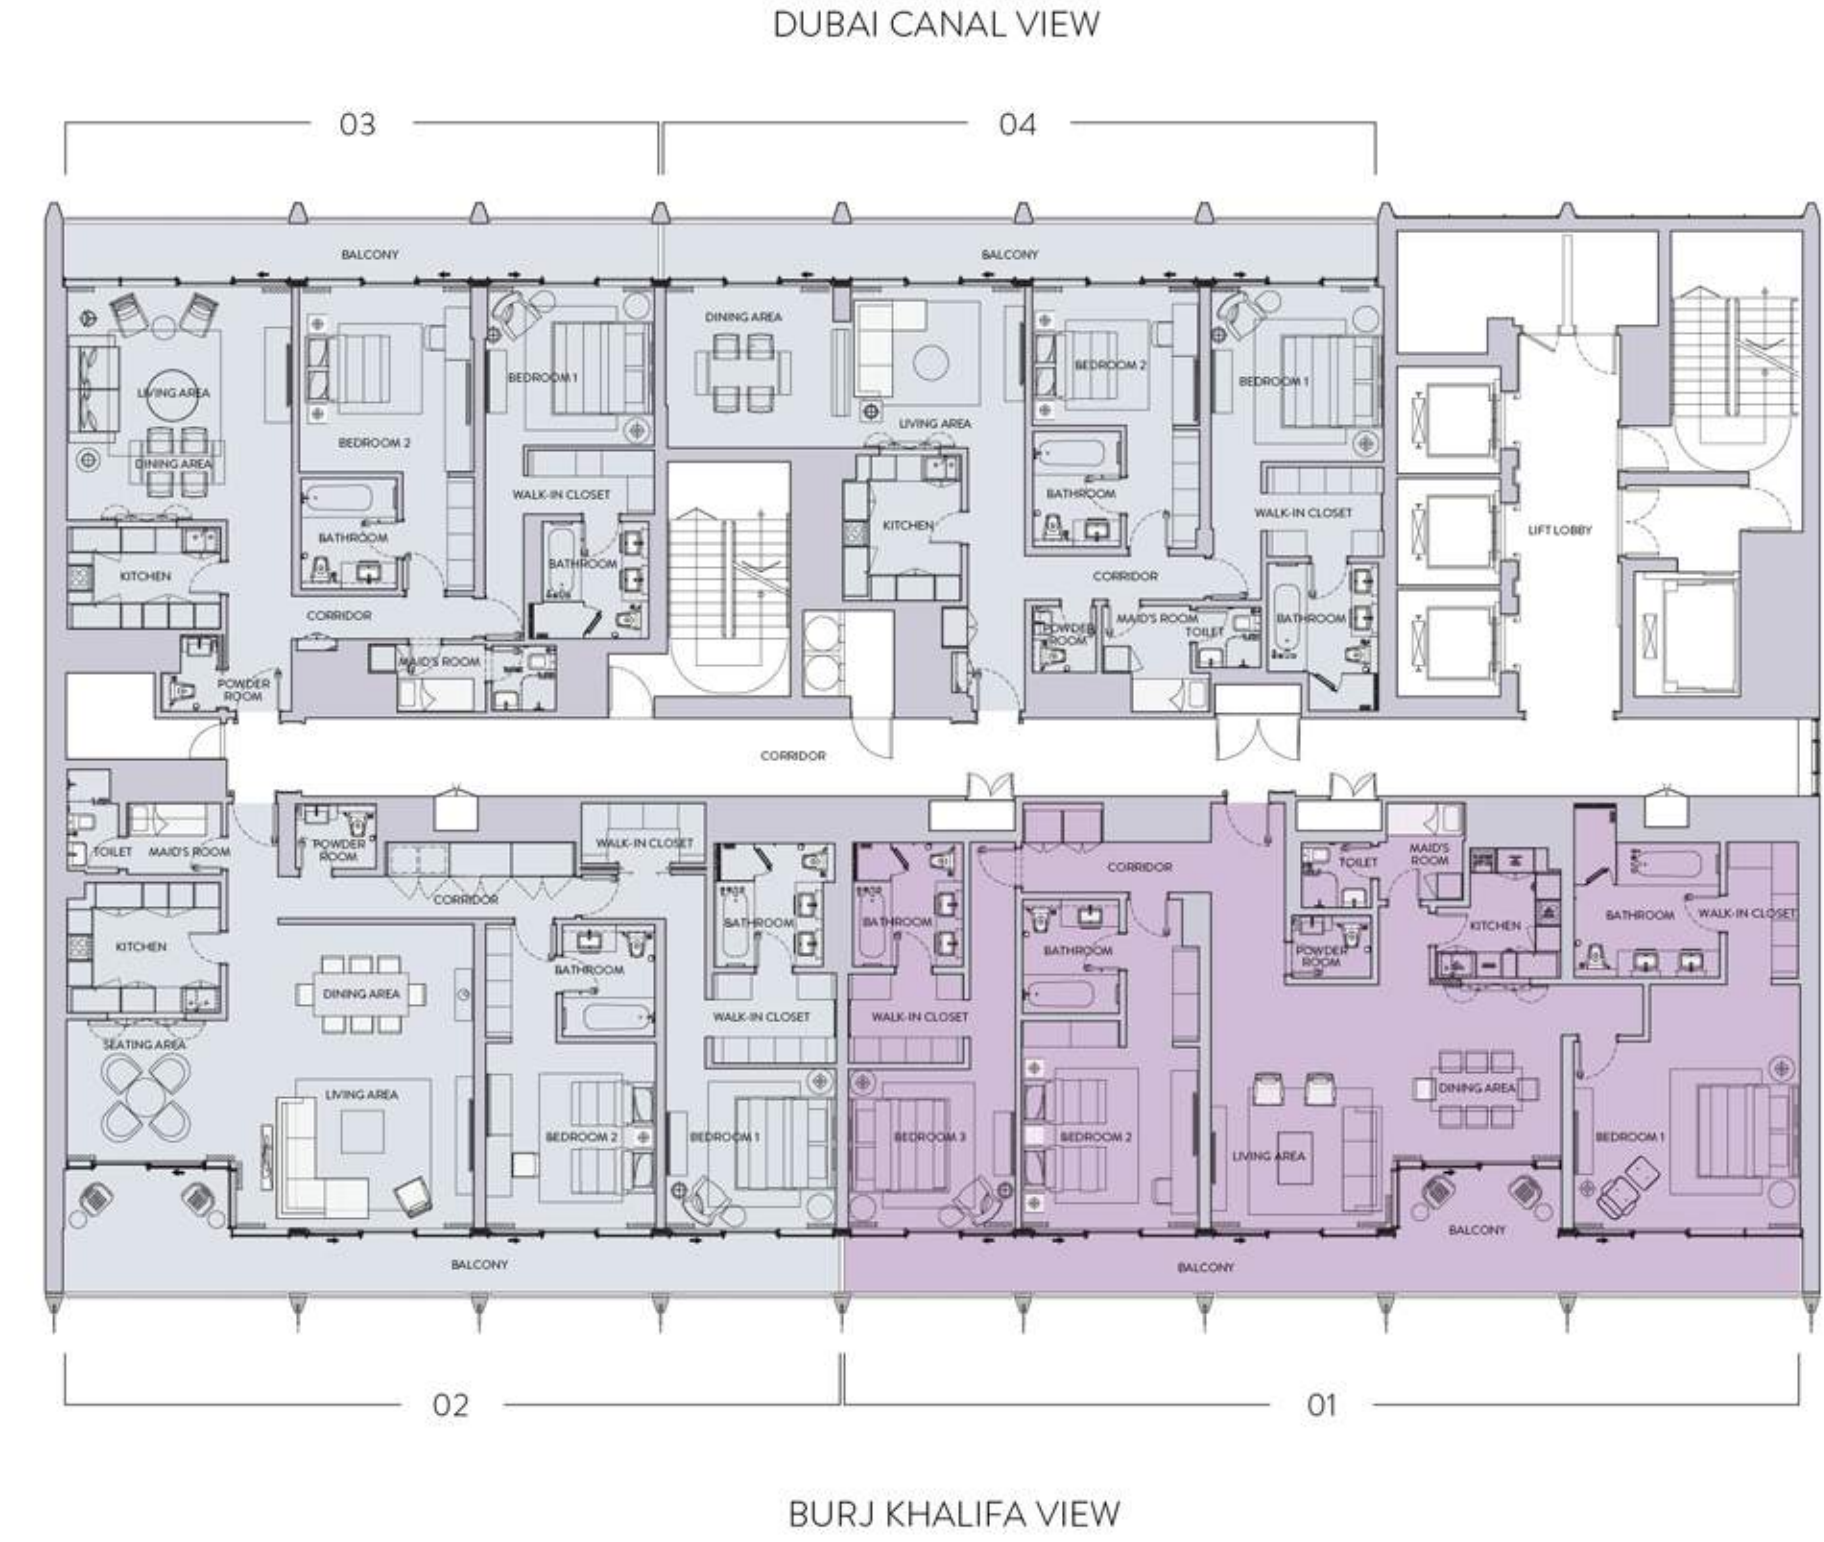 DUBAI CANAL VIEW
03
04
BALCONY
BALCONY
DINING AREA
LIVING AREA
BEDROOM 2
BEDROOM 1
LIVING AREA
BEDROOM 2
BEDROOM 1
DINING AREA
WALK-IN CLOSET
BATHROOM
WALK-IN CLOSET
KITCHEN
BATHROOM
BATHROOM
KITCHEN
LIFT LOBBY
CORRIDOR
CORRIDOR
MAID'S ROOM
POWDER
ROOM
MAID'S ROOM
TOILET
BATHROOM
POWDER
ROOM
CORRIDOR
TOILET
MAID'S ROOM
POWDER
ROOM
WALK-IN CLOSET
CORRIDOR
CORRIDOR
TOILET
MAID'S
ROOM
KITCHEN
BATHROOM
BATHROOM
BATHROOM
BATHROOM
POWDER
ROOM
KITCHEN
BATHROOM
WALK-IN CLOSET
DINING AREA
SEATING AREA
WALK-IN CLOSET
WALK-IN CLOSET
LIVING AREA
DINING AREA
BEDROOM 2
BEDROOM 1
BEDROOM 3
BEDROOM 2
LIVING AREA
BEDROOM 1
BALCONY
BALCONY
BALCONY
02
01
BURJ KHALIFA VIEW